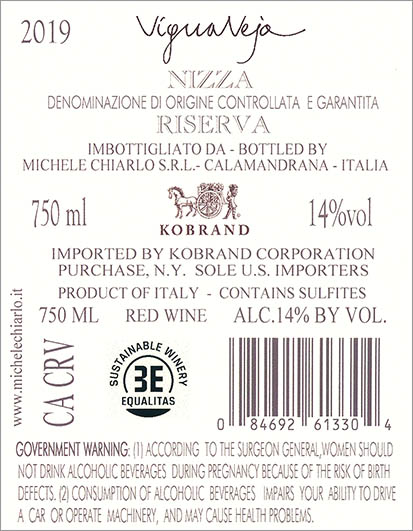 2019 VignaVeja
NIZZA
DENOMINAZIONE DI ORIGINE CONTROLLATA E GARANTITA
RISERVA
IMBOTTIGLIATO DA - BOTTLED BY
MICHELE CHIARLO S.R.L.- CALAMANDRANA - ITALIA
750 ml 14%vol
KOBRAND
IMPORTED BY KOBRAND CORPORATION
PURCHASE, N.Y. SOLE U.S. IMPORTERS
PRODUCT OF ITALY - CONTAINS SULFITES
750 ML RED WINE ALC.14% BY VOL.
www.michelechiarlo.it
CA CRV
SUSTAINABLE WINERY
3E
EQUALITAS
0 84692 61330 4
GOVERNMENT WARNING: (1) ACCORDING TO THE SURGEON GENERAL,WOMEN SHOULD
NOT DRINK ALCOHOLIC BEVERAGES DURING PREGNANCY BECAUSE OF THE RISK OF BIRTH
DEFECTS. (2) CONSUMPTION OF ALCOHOLIC BEVERAGES IMPAIRS YOUR ABILITY TO DRIVE
A CAR OR OPERATE MACHINERY, AND MAY CAUSE HEALTH PROBLEMS.